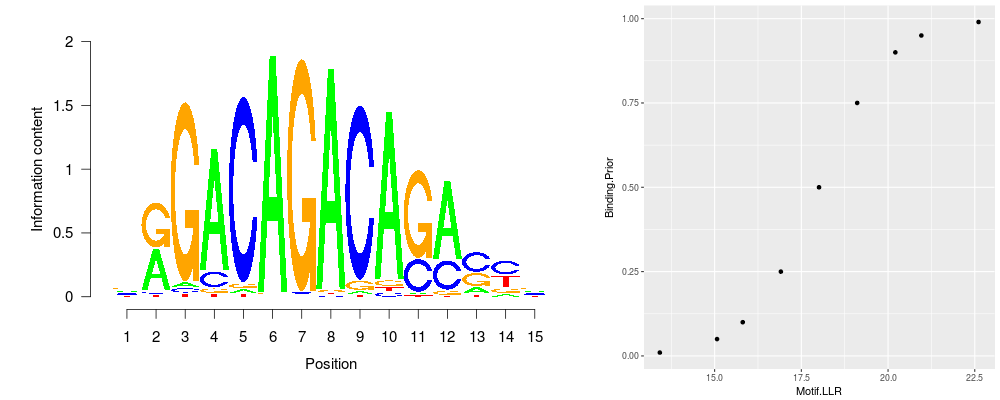 2
1.5
1
0.5
0
Information content
G
A
G
A
C
C
A
G
A
C
A
G
C
A
C
C
G
C
T
1 2 3 4 5 6 7 8 9 10 11 12 13 14 15
Position
1.00
0.75
0.50
0.25
0.00
Binding.Prior
15.0 17.5 20.0 22.5
Motif.LLR